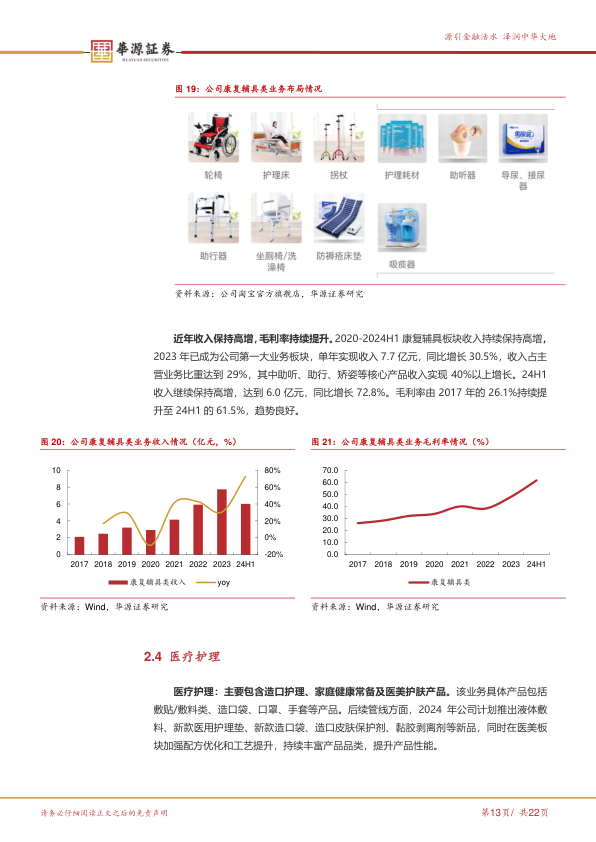 源引金融活水 泽润中华大地
華源証券
HUAYUAN SECURITIES
图 19：公司康复辅具类业务布局情况
轮椅
护理床
拐杖
护理耗材
助听器
导尿、接尿器
助行器
坐厕椅/洗澡椅
防褥疮床垫
吸痰器
资料来源：公司淘宝官方旗舰店，华源证券研究
近年收入保持高增，毛利率持续提升。2020-2024H1 康复辅具板块收入持续保持高增，
2023 年已成为公司第一大业务板块，单年实现收入 7.7 亿元，同比增长 30.5%，收入占主
营业务比重达到 29%，其中助听、助行、矫姿等核心产品收入实现 40%以上增长。24H1
收入继续保持高增，达到 6.0 亿元，同比增长 72.8%。毛利率由 2017 年的 26.1%持续提
升至 24H1 的 61.5%，趋势良好。
图 20：公司康复辅具类业务收入情况（亿元，%）
10
8
6
4
2
0
80%
60%
40%
20%
0%
-20%
2017 2018 2019 2020 2021 2022 2023 24H1
康复辅具类收入 yoy
资料来源：Wind，华源证券研究
图 21：公司康复辅具类业务毛利率情况（%）
70.0
60.0
50.0
40.0
30.0
20.0
10.0
0.0
2017 2018 2019 2020 2021 2022 2023 24H1
康复辅具类
资料来源：Wind，华源证券研究
2.4 医疗护理
医疗护理：主要包含造口护理、家庭健康常备及医美护肤产品。该业务具体产品包括
敷贴/敷料类、造口袋、口罩、手套等产品。后续管线方面，2024 年公司计划推出液体敷
料、新款医用护理垫、新款造口袋、造口皮肤保护剂、黏胶剥离剂等新品，同时在医美板
块加强配方优化和工艺提升，持续丰富产品品类，提升产品性能。
请务必仔细阅读正文之后的免责声明
第13页/ 共22页